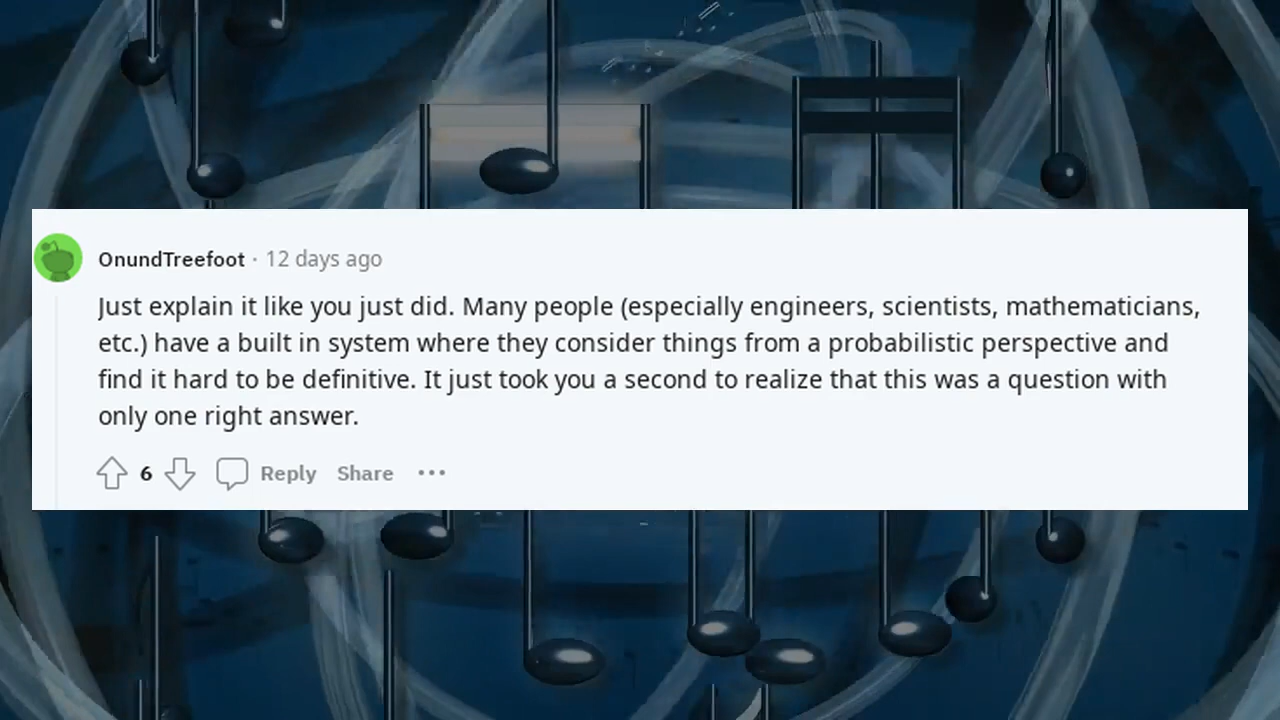 OnundTreefoot · 12 days ago
Just explain it like you just did. Many people (especially engineers, scientists, mathematicians,
etc.) have a built in system where they consider things from a probabilistic perspective and
find it hard to be definitive. It just took you a second to realize that this was a question with
only one right answer.
6 Reply Share ···